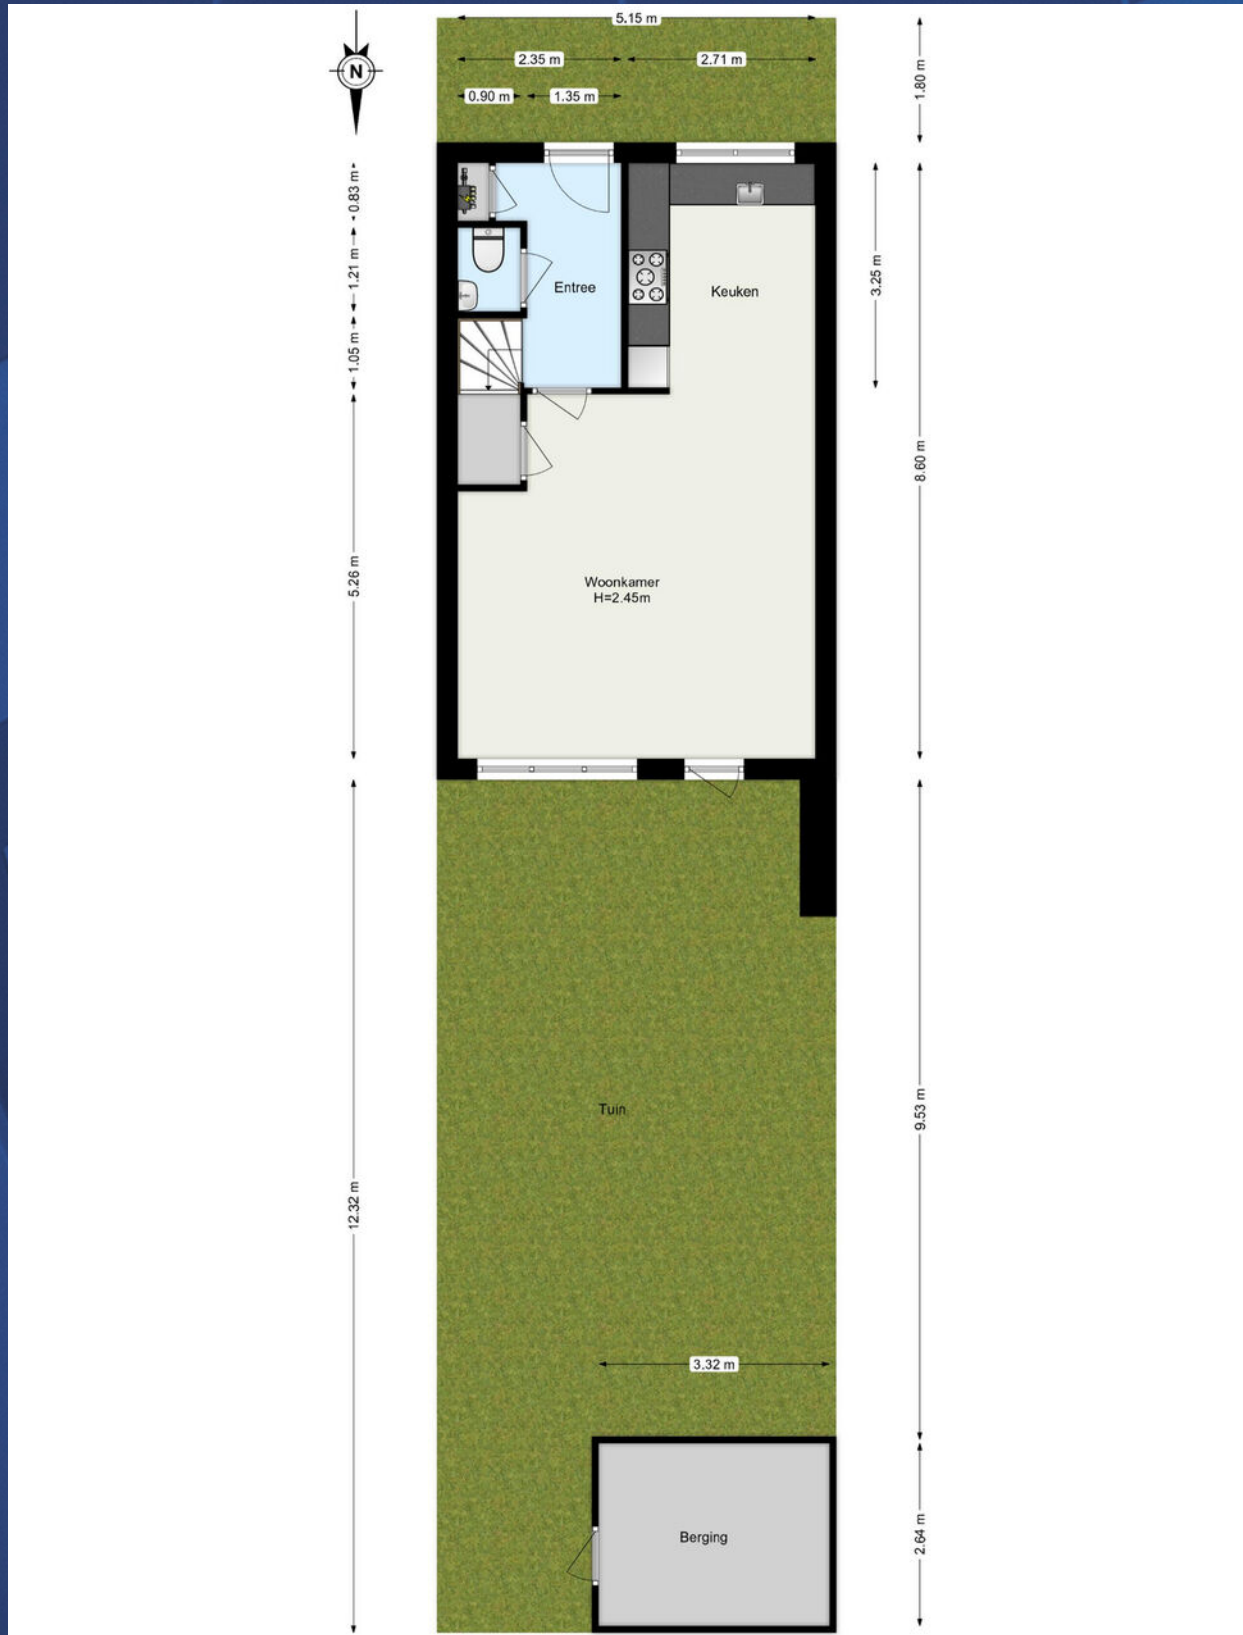 5.15 m
2.35 m
2.71 m
0.90 m
1.35 m
1.80 m
N
0.83 m
1.21 m
1.05 m
5.26 m
12.32 m
3.25 m
8.60 m
9.53 m
2.64 m
Entree
Keuken
Woonkamer
H=2.45m
Tuin
3.32 m
Berging